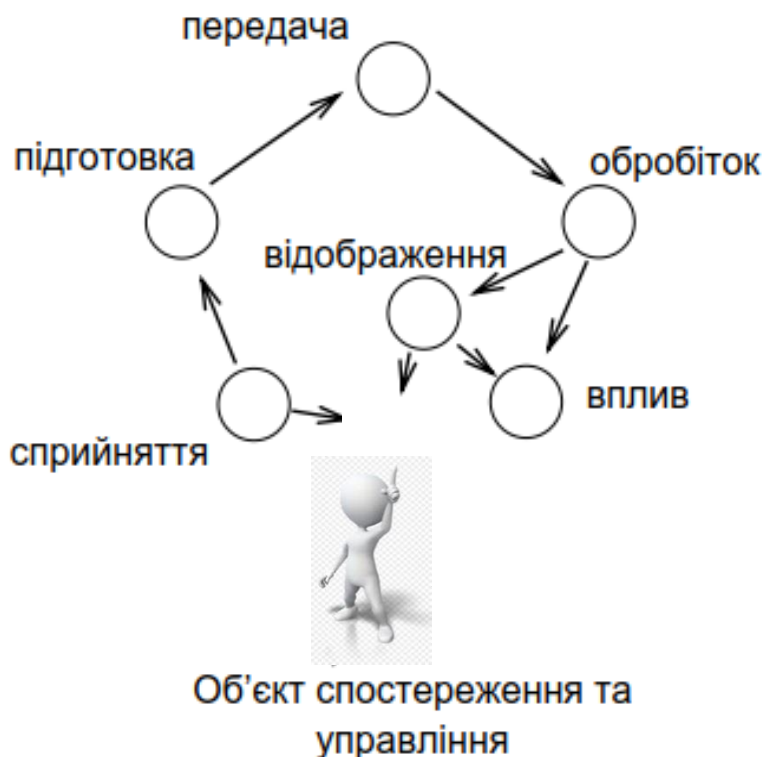 передача
підготовка
обробіток
відображення
вплив
сприйняття
Об’єкт спостереження та
управління